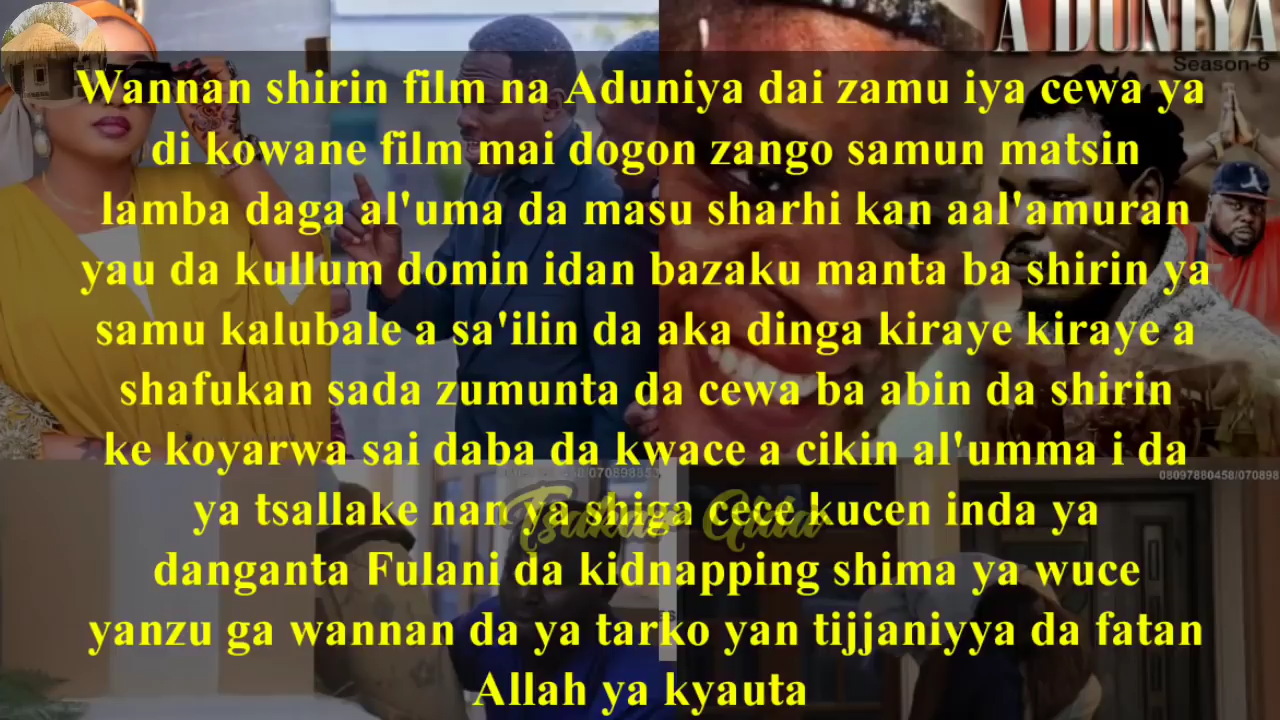 A DUNIYA
Season-6
Wannan shirin film na Aduniya dai zamu iya cewa ya
di kowane film mai dogon zango samun matsin
lamba daga al'uma da masu sharhi kan aal'amuran
yau da kullum domin idan bazaku manta ba shirin ya
samu kalubale a sa'ilin da aka dinga kiraye kiraye a
shafukan sada zumunta da cewa ba abin da shirin
ke koyarwa sai daba da kwace a cikin al'umma i da
ya tsallake nan ya shiga cece kucen inda ya
danganta Fulani da kidnapping shima ya wuce
yanzu ga wannan da ya tarko yan tijjaniyya da fatan
Allah ya kyauta
08097880458/070898